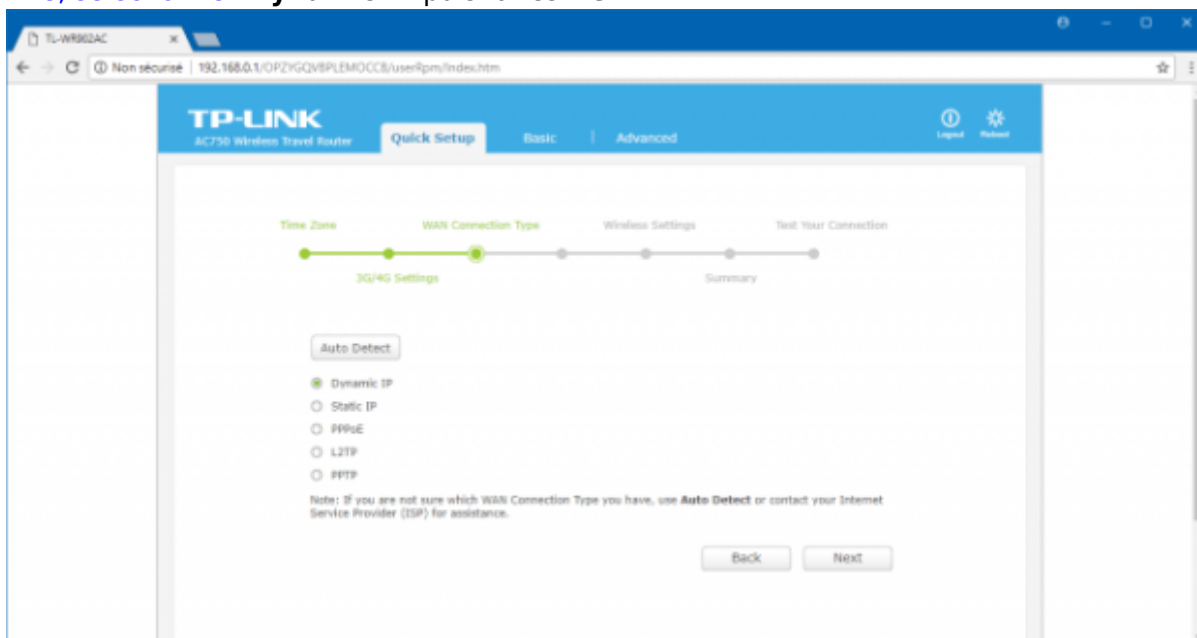 TL-WR902AC
Non sécurisé | 192.168.0.1/OPZYGQVBPLEMOCCB/userRpm/Index.htm
TP-LINK
AC750 Wireless Travel Router
Quick Setup
Basic
Advanced
Logout
Reboot
Time Zone
WAN Connection Type
Wireless Settings
Test Your Connection
3G/4G Settings
Summary
Auto Detect
Dynamic IP
Static IP
PPPoE
L2TP
PPTP
Note: If you are not sure which WAN Connection Type you have, use Auto Detect or contact your Internet
Service Provider (ISP) for assistance.
Back
Next